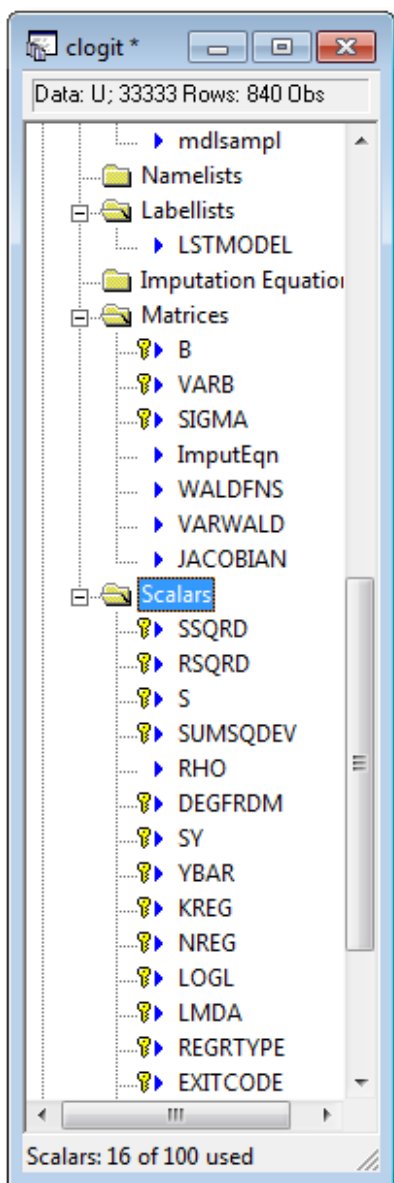 clogit *
Data: U; 33333 Rows: 840 Obs
mdlsampl
Namelists
Labellists
LSTMODEL
Imputation Equation
Matrices
B
VARB
SIGMA
ImputEqn
WALDFNS
VARWALD
JACOBIAN
Scalars
SSQRD
RSQRD
S
SUMSQDEV
RHO
DEGFRDM
SY
YBAR
KREG
NREG
LOGL
LMDA
REGRTYPE
EXITCODE
Scalars: 16 of 100 used